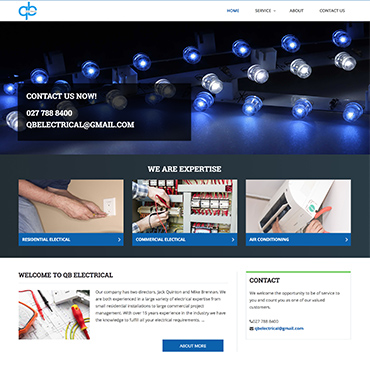 qb
HOME SERVICE ABOUT CONTACT US
CONTACT US NOW!
027 788 8400
QBELECTRICAL@GMAIL.COM
WE ARE EXPERTISE
RESIDENTIAL ELECTICAL
COMMERCIAL ELECTICAL
AIR CONDITIONING
WELCOME TO QB ELECTRICAL
Our company has two directors, Jack Quinton and Mike Brennan. We
are both experienced in a large variety of electrical expertise from
small residential installations to large commercial project
management. With over 16 years experience in the industry we have
the knowledge to fulfill all your electrical requirements. ...
ABOUT MORE
CONTACT
We welcome the opportunity to be of service to
you and count you as one of our valued
customers.
027 788 8400
qbelectrical@gmail.com